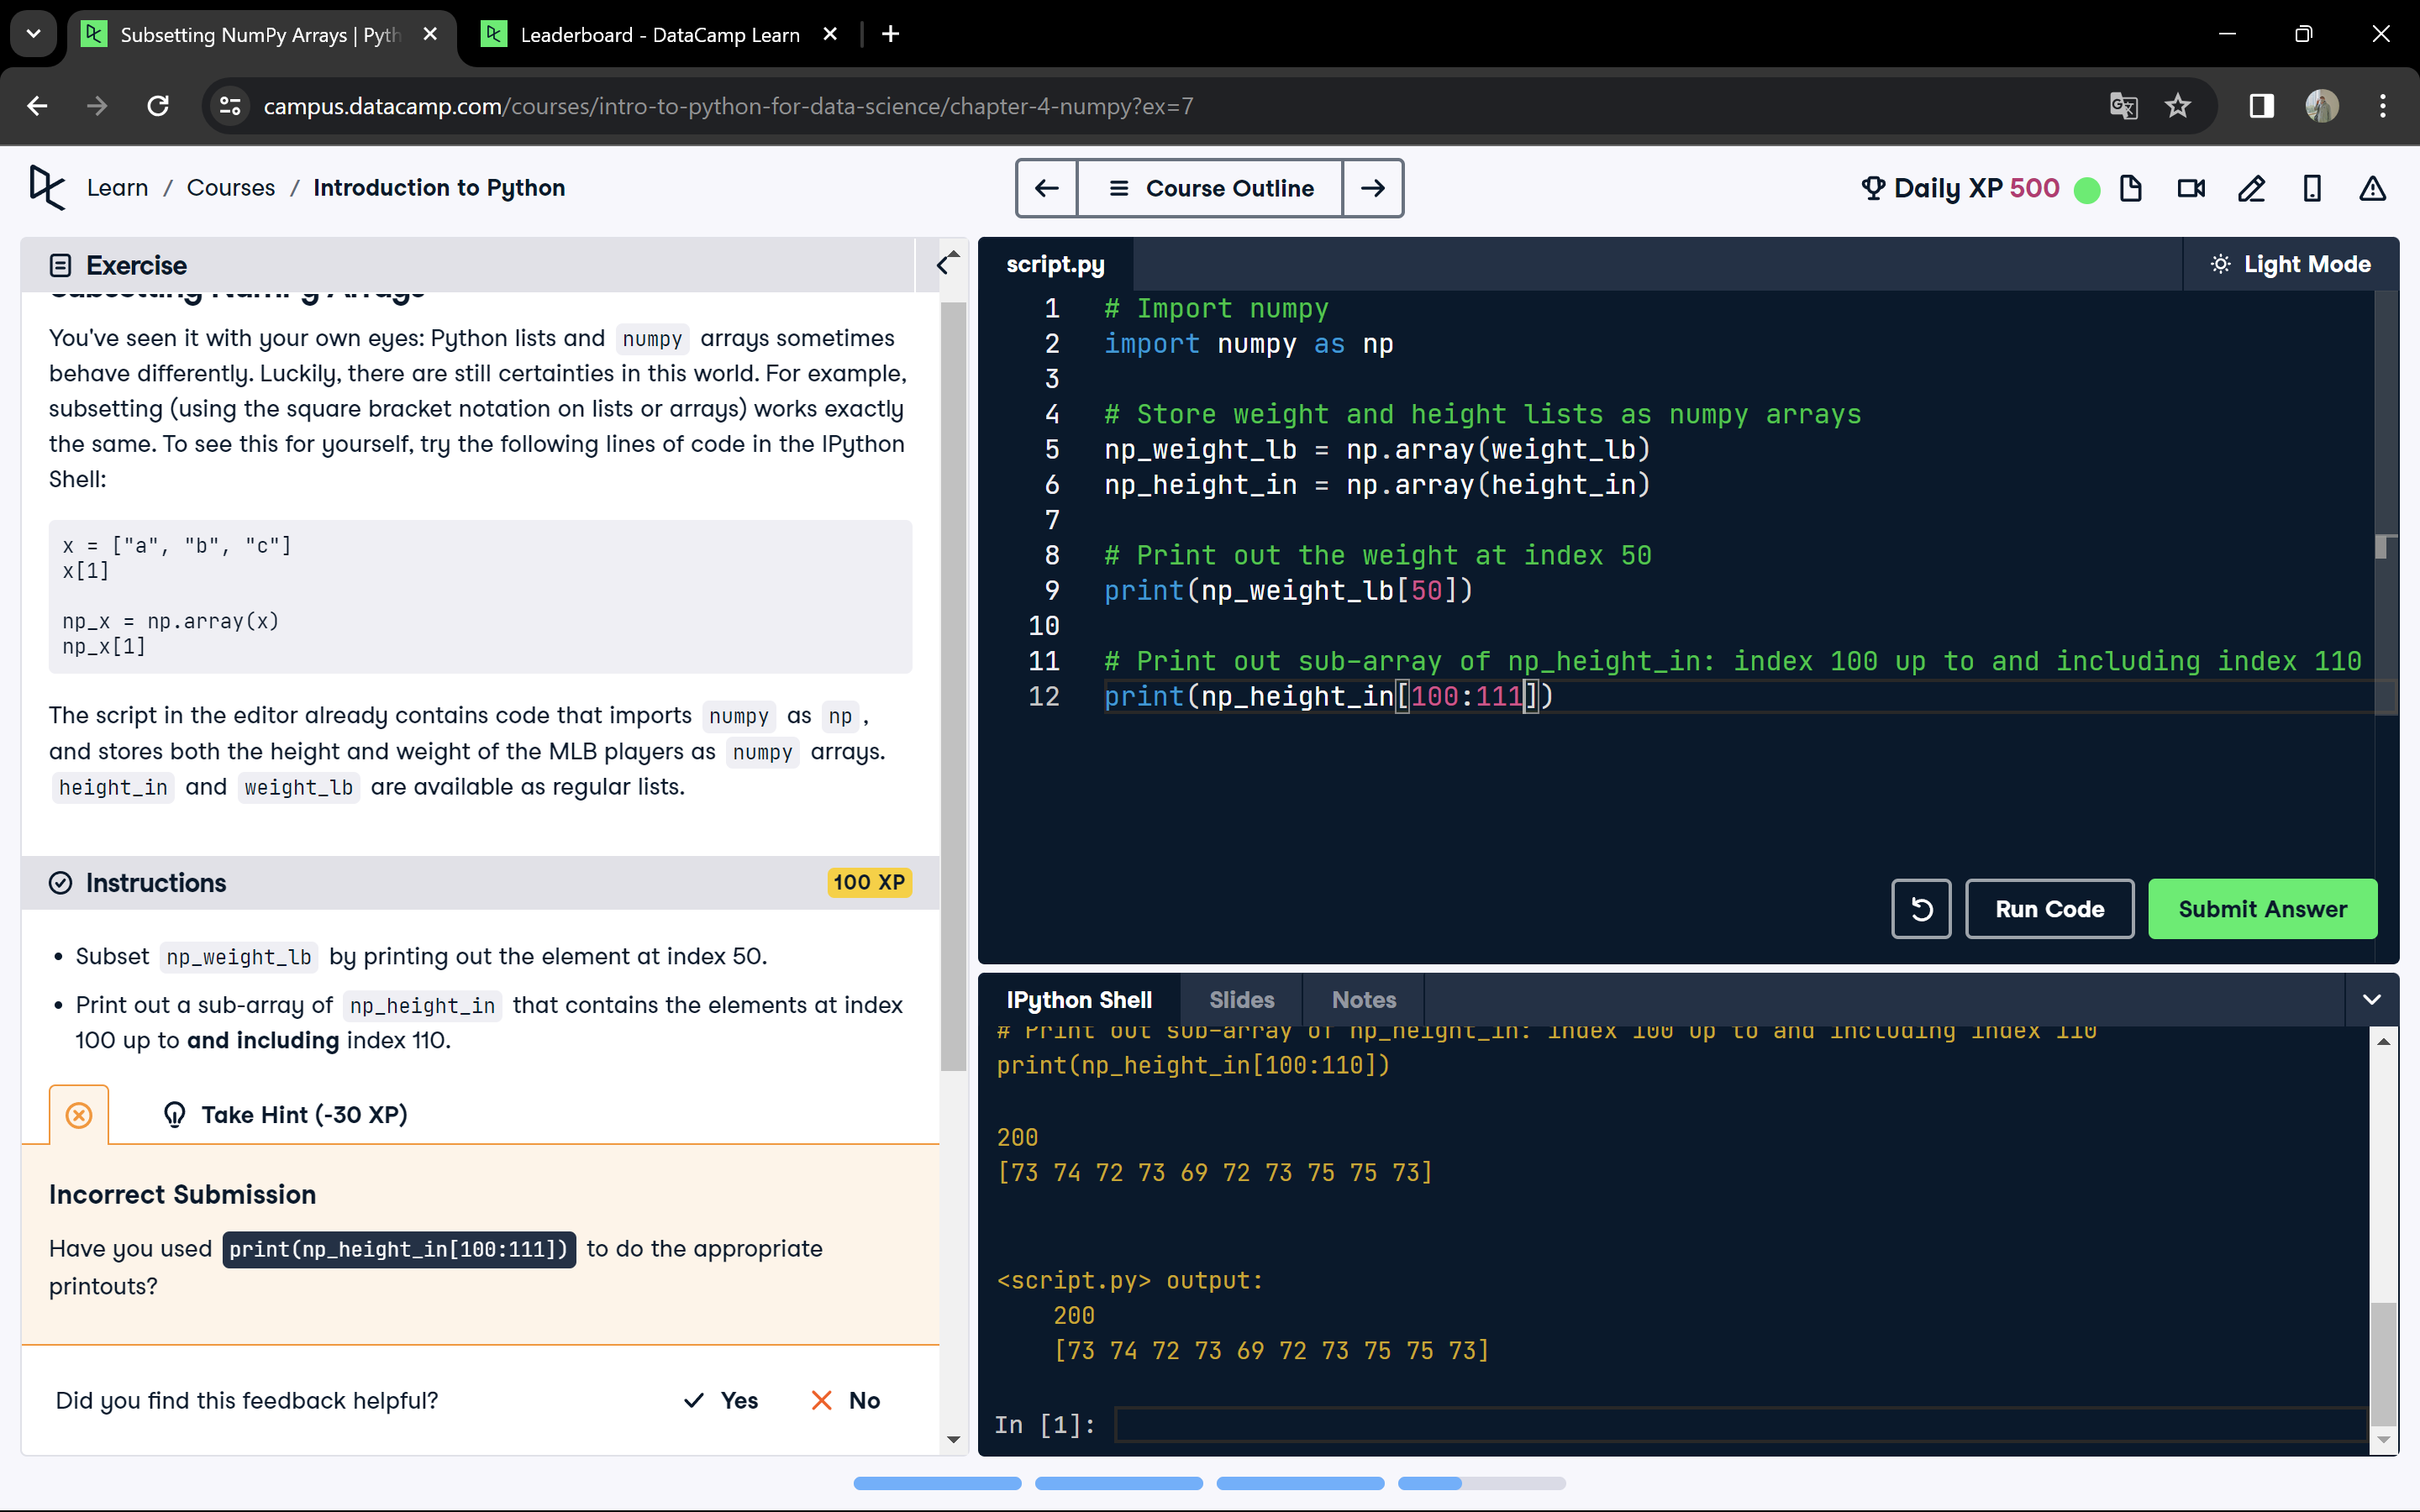 Subsetting NumPy Arrays | Pyth
Leaderboard - DataCamp Learn
campus.datacamp.com/courses/intro-to-python-for-data-science/chapter-4-numpy?ex=7
Learn / Courses / Introduction to Python
Course Outline
Daily XP 500
Exercise
Subsetting NumPy Arrays
You've seen it with your own eyes: Python lists and numpy arrays sometimes
behave differently. Luckily, there are still certainties in this world. For example,
subsetting (using the square bracket notation on lists or arrays) works exactly
the same. To see this for yourself, try the following lines of code in the IPython
Shell:
x = ["a", "b", "c"]
x[1]
np_x = np.array(x)
np_x[1]
The script in the editor already contains code that imports numpy as np ,
and stores both the height and weight of the MLB players as numpy arrays.
height_in and weight_lb are available as regular lists.
Instructions
100 XP
• Subset np_weight_lb by printing out the element at index 50.
• Print out a sub-array of np_height_in that contains the elements at index
100 up to and including index 110.
Take Hint (-30 XP)
Incorrect Submission
Have you used print(np_height_in[100:111]) to do the appropriate
printouts?
Did you find this feedback helpful?
Yes
No
script.py
Light Mode
1 # Import numpy
2 import numpy as np
3
4 # Store weight and height lists as numpy arrays
5 np_weight_lb = np.array(weight_lb)
6 np_height_in = np.array(height_in)
7
8 # Print out the weight at index 50
9 print(np_weight_lb[50])
10
11 # Print out sub-array of np_height_in: index 100 up to and including index 110
12 print(np_height_in[100:111])
Run Code
Submit Answer
IPython Shell
Slides
Notes
# Print out sub-array of np_height_in: index 100 up to and including index 110
print(np_height_in[100:110])
200
[73 74 72 73 69 72 73 75 75 73]
<script.py> output:
200
[73 74 72 73 69 72 73 75 75 73]
In [1]: